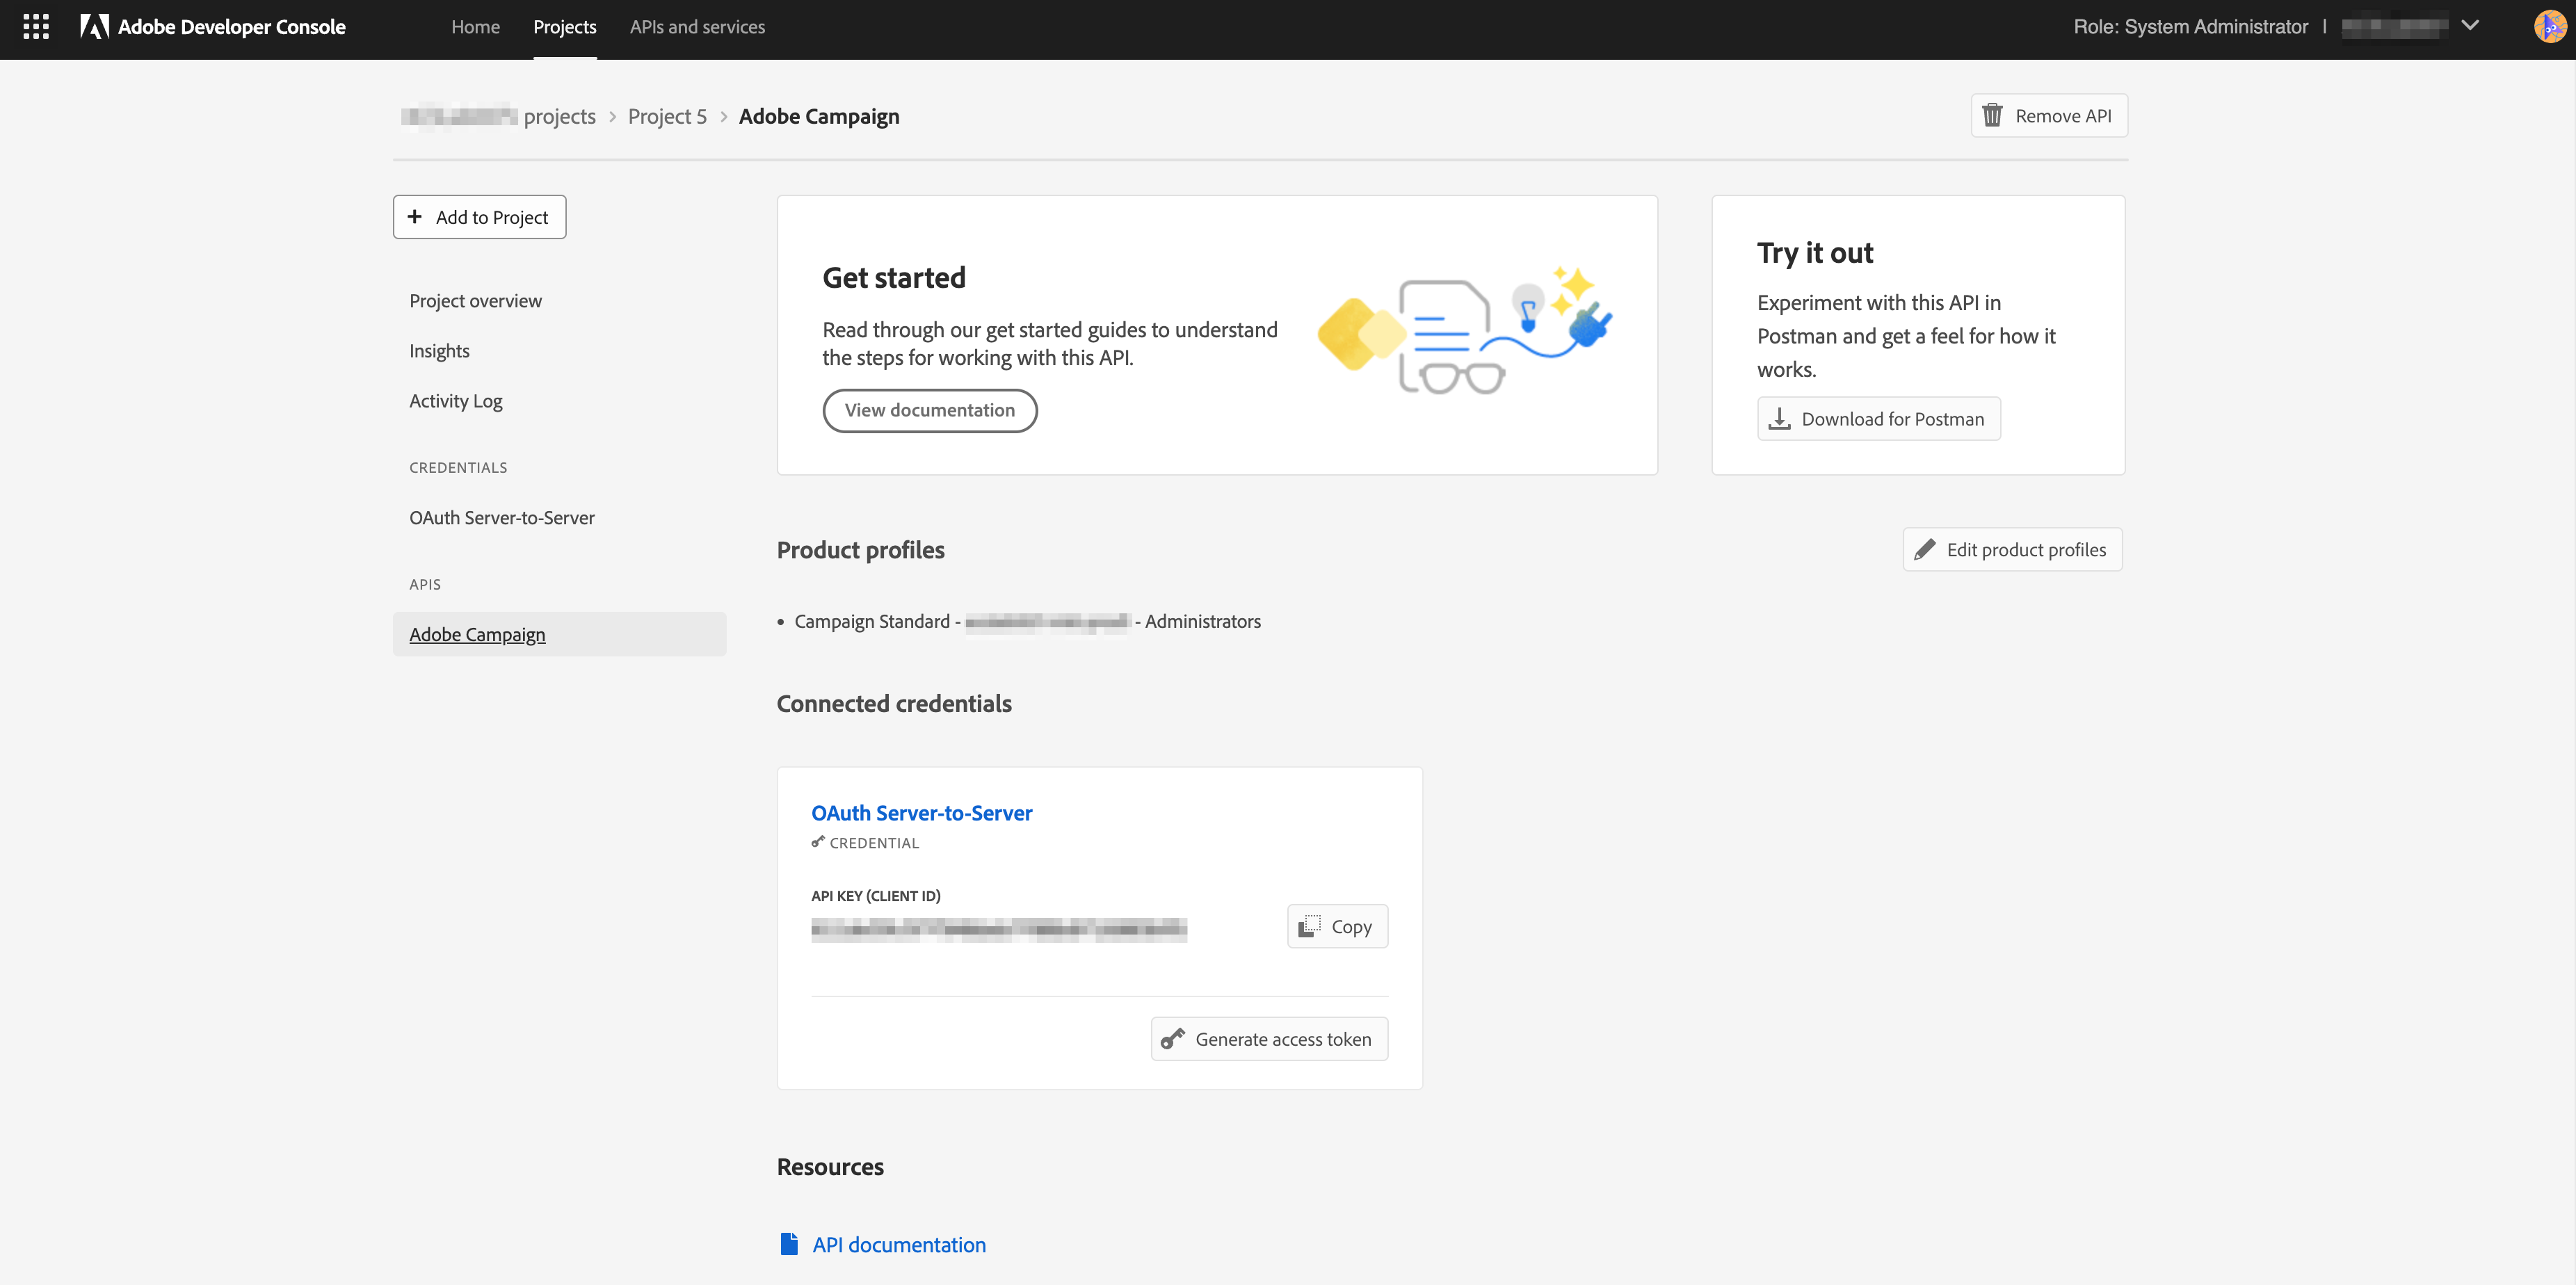 Adobe Developer Console
Home
Projects
APIs and services
Role: System Administrator |
projects > Project 5 > Adobe Campaign
Remove API
+ Add to Project
Project overview
Insights
Activity Log
CREDENTIALS
OAuth Server-to-Server
APIS
Adobe Campaign
Get started
Read through our get started guides to understand
the steps for working with this API.
View documentation
Try it out
Experiment with this API in
Postman and get a feel for how it
works.
Download for Postman
Product profiles
Edit product profiles
• Campaign Standard - - Administrators
Connected credentials
OAuth Server-to-Server
CREDENTIAL
API KEY (CLIENT ID)
Copy
Generate access token
Resources
API documentation